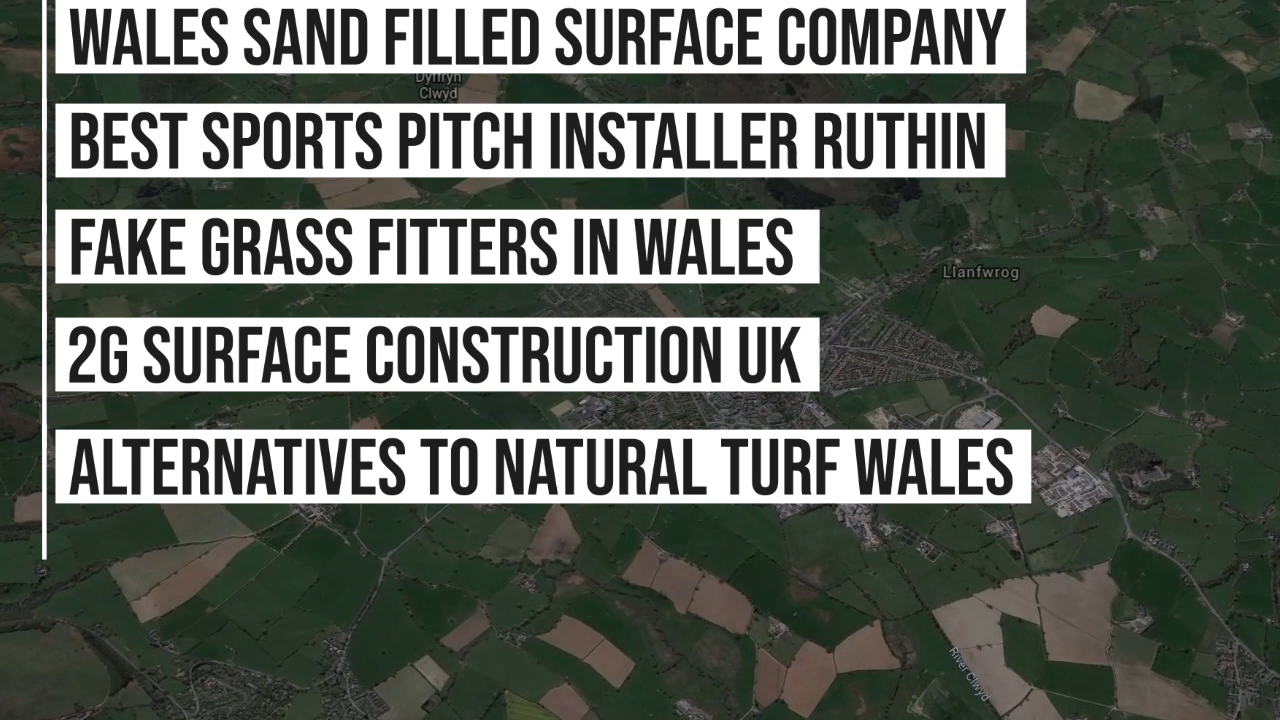 WALES SAND FILLED SURFACE COMPANY
Dyffryn
Clwyd
BEST SPORTS PITCH INSTALLER RUTHIN
FAKE GRASS FITTERS IN WALES
Llanfwrog
2G SURFACE CONSTRUCTION UK
ALTERNATIVES TO NATURAL TURF WALES
River Clwyd